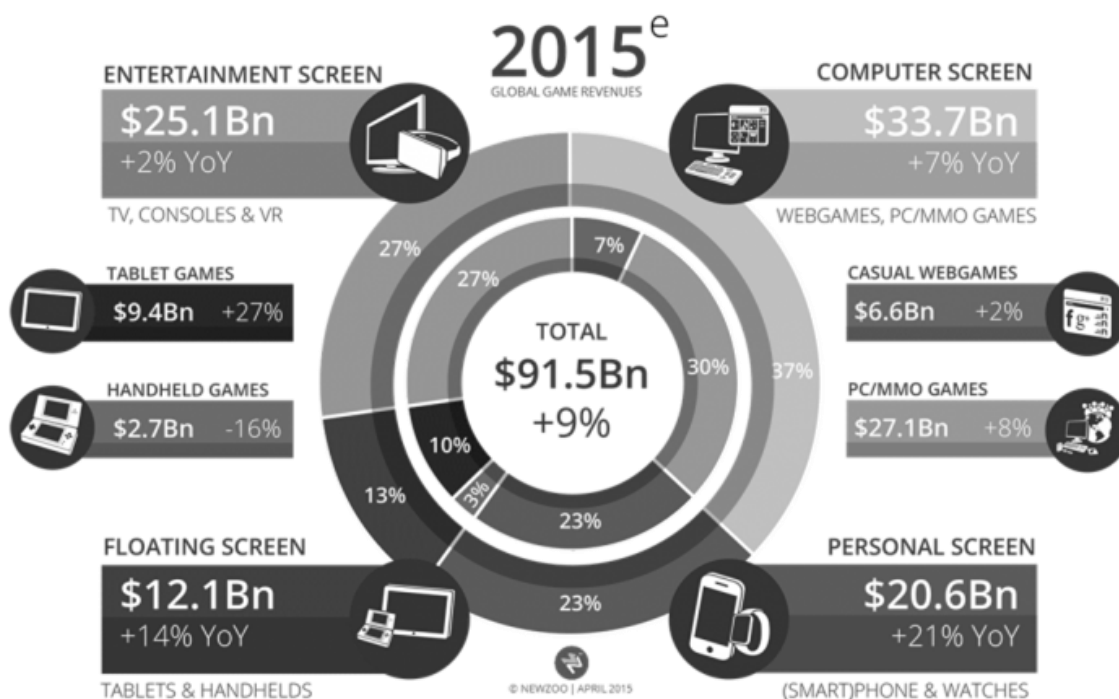 2015e
GLOBAL GAME REVENUES
ENTERTAINMENT SCREEN
$25.1Bn
+2% YoY
TV, CONSOLES & VR
COMPUTER SCREEN
$33.7Bn
+7% YoY
WEBGAMES, PC/MMO GAMES
TABLET GAMES
$9.4Bn +27%
HANDHELD GAMES
$2.7Bn -16%
CASUAL WEBGAMES
$6.6Bn +2%
PC/MMO GAMES
$27.1Bn +8%
27%
37%
13%
23%
27%
7%
30%
10%
3%
23%
TOTAL
$91.5Bn
+9%
FLOATING SCREEN
$12.1Bn
+14% YoY
TABLETS & HANDHELDS
PERSONAL SCREEN
$20.6Bn
+21% YoY
(SMART)PHONE & WATCHES
© NEWZOO | APRIL 2015